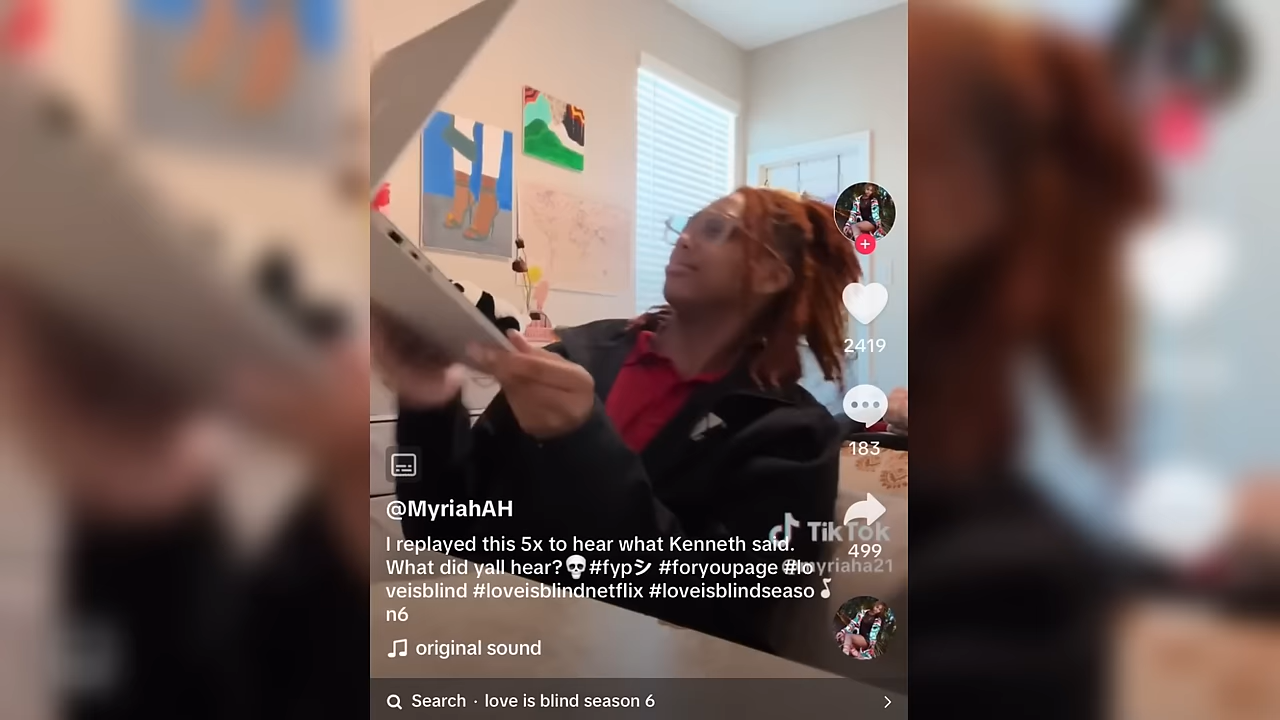 2419
183
@MyriahAH
I replayed this 5x to hear what Kenneth said.
What did yall hear?💀#fypシ #foryoupage #lo
veisblind #loveisblindnetflix #loveisblindseaso
n6
TikTok
499
@myriaha21
original sound
Search · love is blind season 6